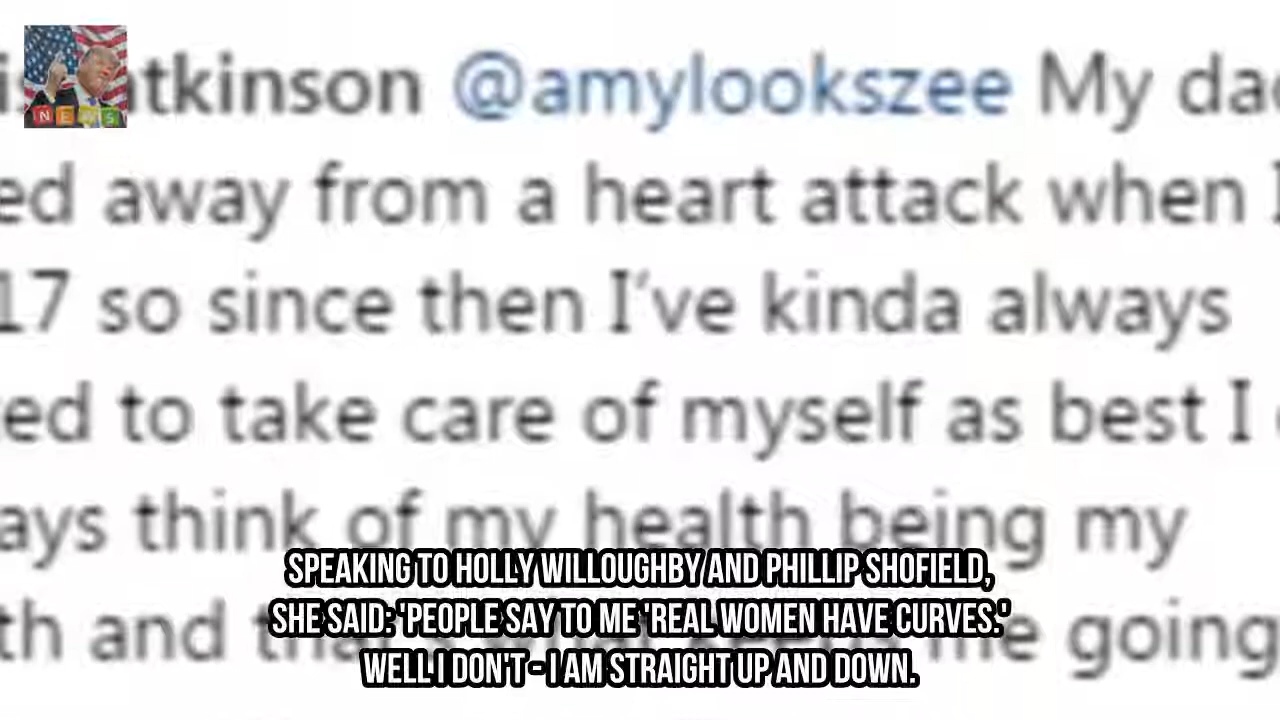 NEWS
tkinson @amylookszee My da
ed away from a heart attack when I
17 so since then I've kinda always
ed to take care of myself as best I
ays think of my health being my
th and going
SPEAKING TO HOLLY WILLOUGHBY AND PHILLIP SHOFIELD,
SHE SAID: 'PEOPLE SAY TO ME 'REAL WOMEN HAVE CURVES.'
WELL I DON'T - I AM STRAIGHT UP AND DOWN.